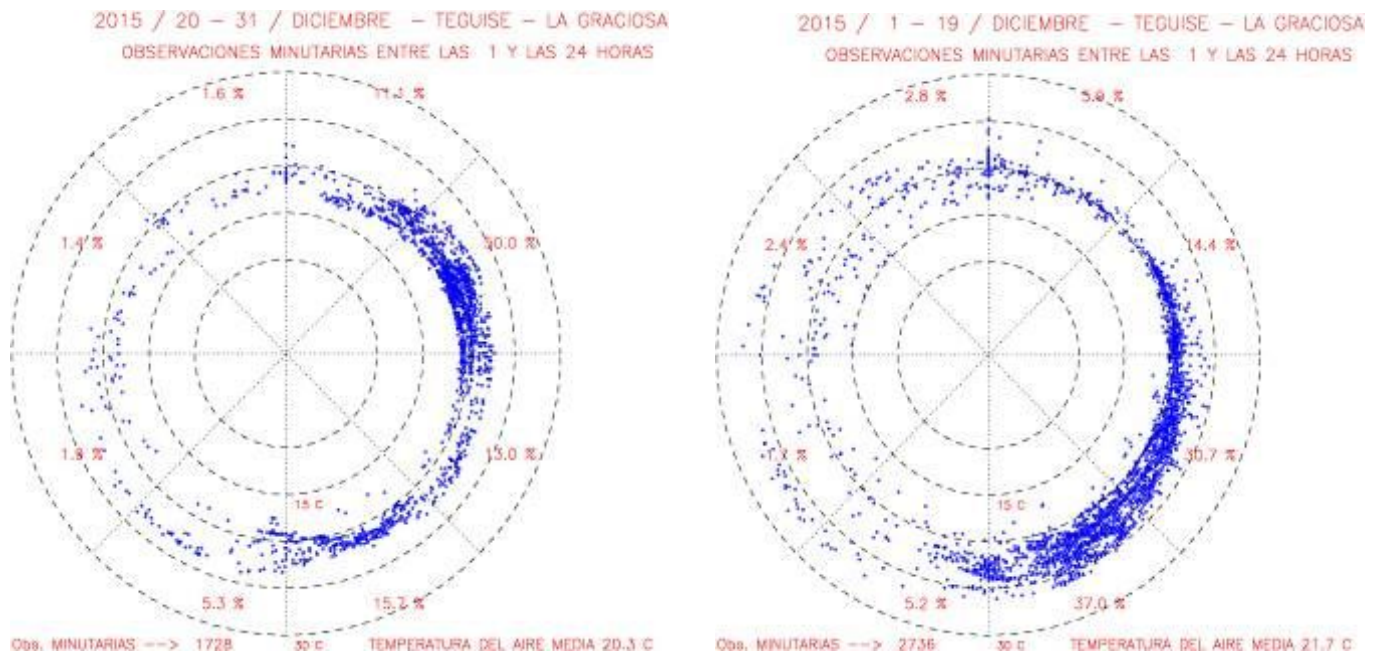 2015 / 20 - 31 / DICIEMBRE - TEGUISE - LA GRACIOSA
OBSERVACIONES MINUTARIAS ENTRE LAS 1 Y LAS 24 HORAS
1.6 %
11.1 %
1.4 %
50.0 %
13.0 %
15 C
5.3 %
15.7 %
Obs. MINUTARIAS --> 1728
30 C
TEMPERATURA DEL AIRE MEDIA 20.3 C
2015 / 1 - 19 / DICIEMBRE - TEGUISE - LA GRACIOSA
OBSERVACIONES MINUTARIAS ENTRE LAS 1 Y LAS 24 HORAS
2.8 %
2.4 %
14.4 %
1.7 %
30.7 %
15 C
5.2 %
37.0 %
Obs. MINUTARIAS --> 2736
30 C
TEMPERATURA DEL AIRE MEDIA 21.7 C